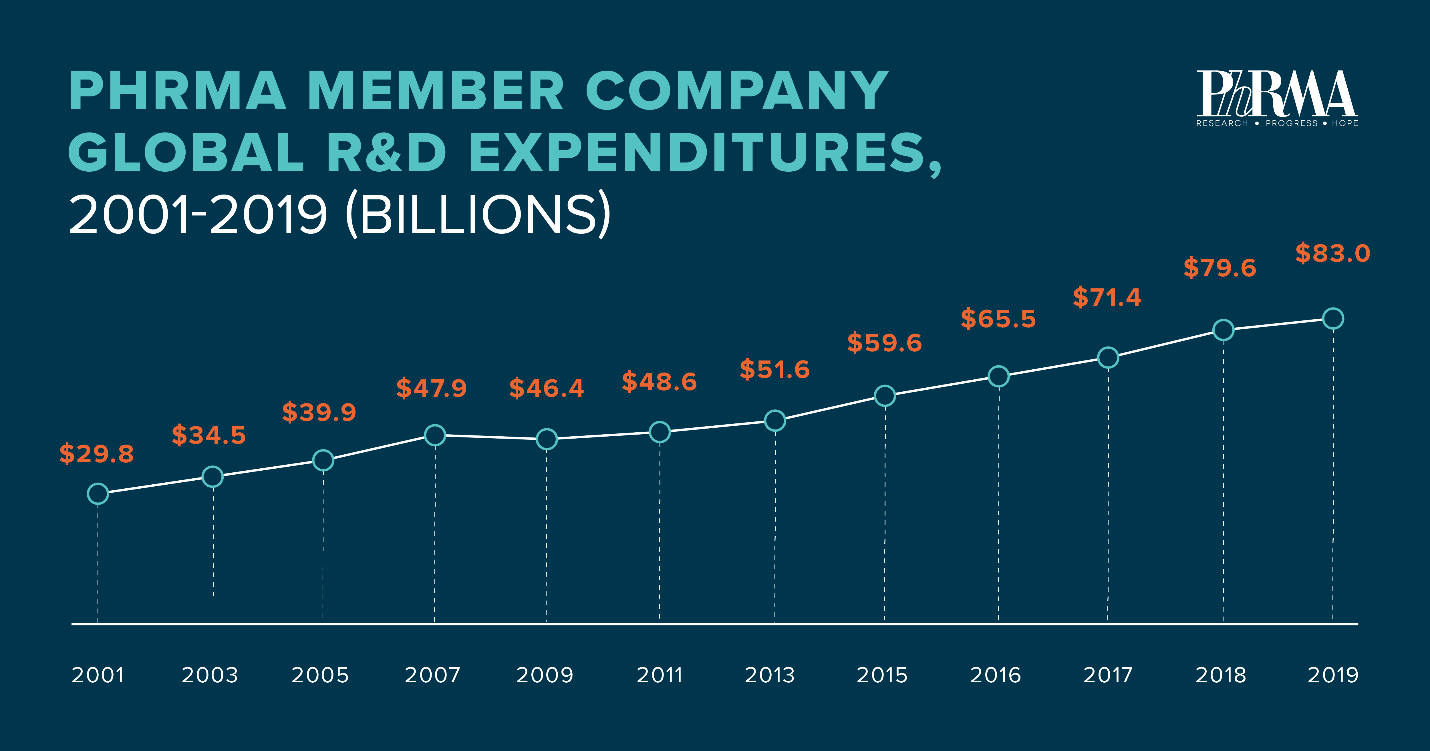 PHRMA MEMBER COMPANY
GLOBAL R&D EXPENDITURES,
2001-2019 (BILLIONS)
PhRMA
RESEARCH • PROGRESS • HOPE
$29.8
$34.5
$39.9
$47.9
$46.4
$48.6
$51.6
$59.6
$65.5
$71.4
$79.6
$83.0
2001 2003 2005 2007 2009 2011 2013 2015 2016 2017 2018 2019